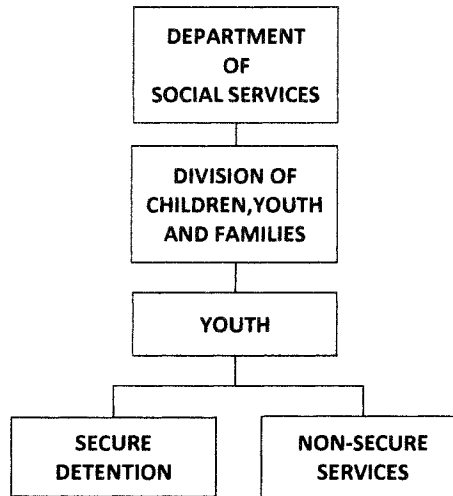 DEPARTMENT
OF
SOCIAL SERVICES
DIVISION OF
CHILDREN,YOUTH
AND FAMILIES
YOUTH
SECURE
DETENTION
NON-SECURE
SERVICES